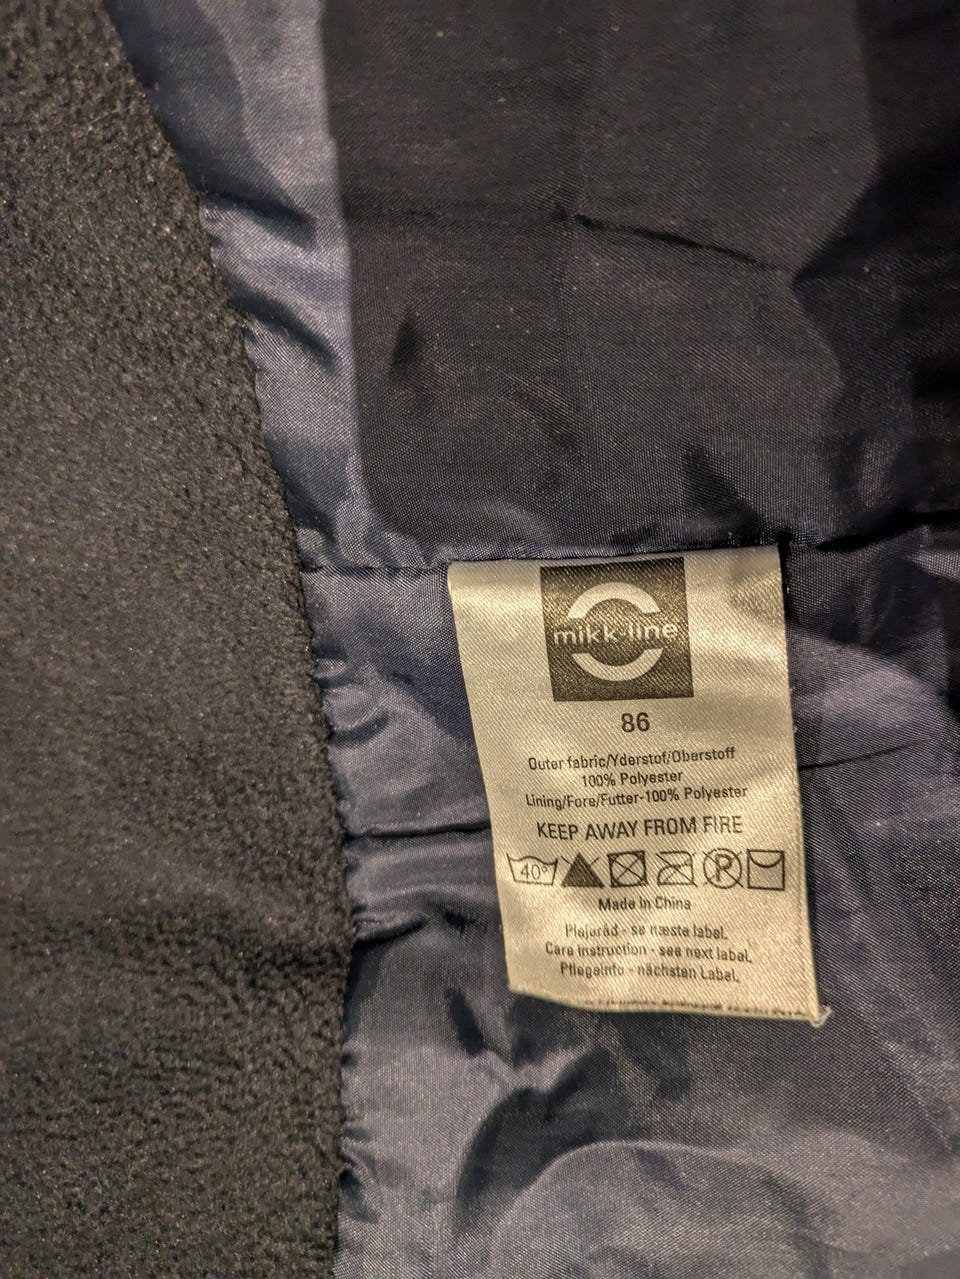 mikk-line
86
Outer fabric/Yderstof/Oberstoff
100% Polyester
Lining/Fore/Futter-100% Polyester
KEEP AWAY FROM FIRE
40° P
Made in China
Plejeråd - se næste label.
Care instruction - see next label.
Pflegeinfo - nächsten Label.